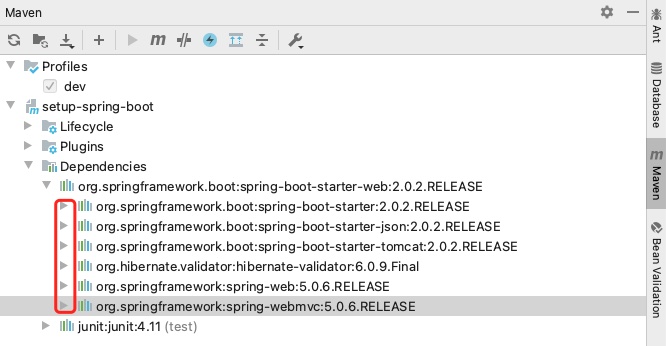 Maven
Profiles
dev
setup-spring-boot
Lifecycle
Plugins
Dependencies
org.springframework.boot:spring-boot-starter-web:2.0.2.RELEASE
org.springframework.boot:spring-boot-starter:2.0.2.RELEASE
org.springframework.boot:spring-boot-starter-json:2.0.2.RELEASE
org.springframework.boot:spring-boot-starter-tomcat:2.0.2.RELEASE
org.hibernate.validator:hibernate-validator:6.0.9.Final
org.springframework:spring-web:5.0.6.RELEASE
org.springframework:spring-webmvc:5.0.6.RELEASE
junit:junit:4.11 (test)
Ant
Database
m Maven
Bean Validation